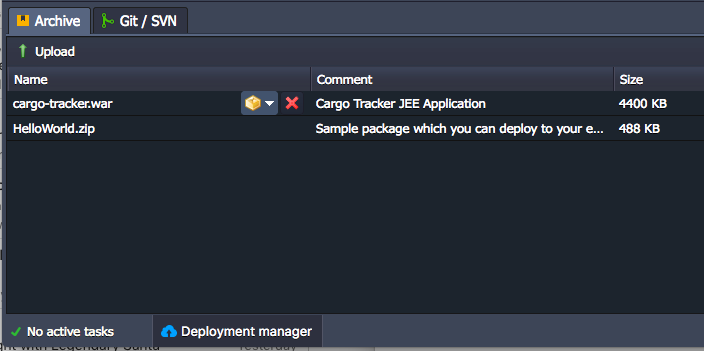 Archive Git / SVN
Upload
Name Comment Size
cargo-tracker.war Cargo Tracker JEE Application 4400 KB
HelloWorld.zip Sample package which you can deploy to your e... 488 KB
No active tasks Deployment manager
Yesterday